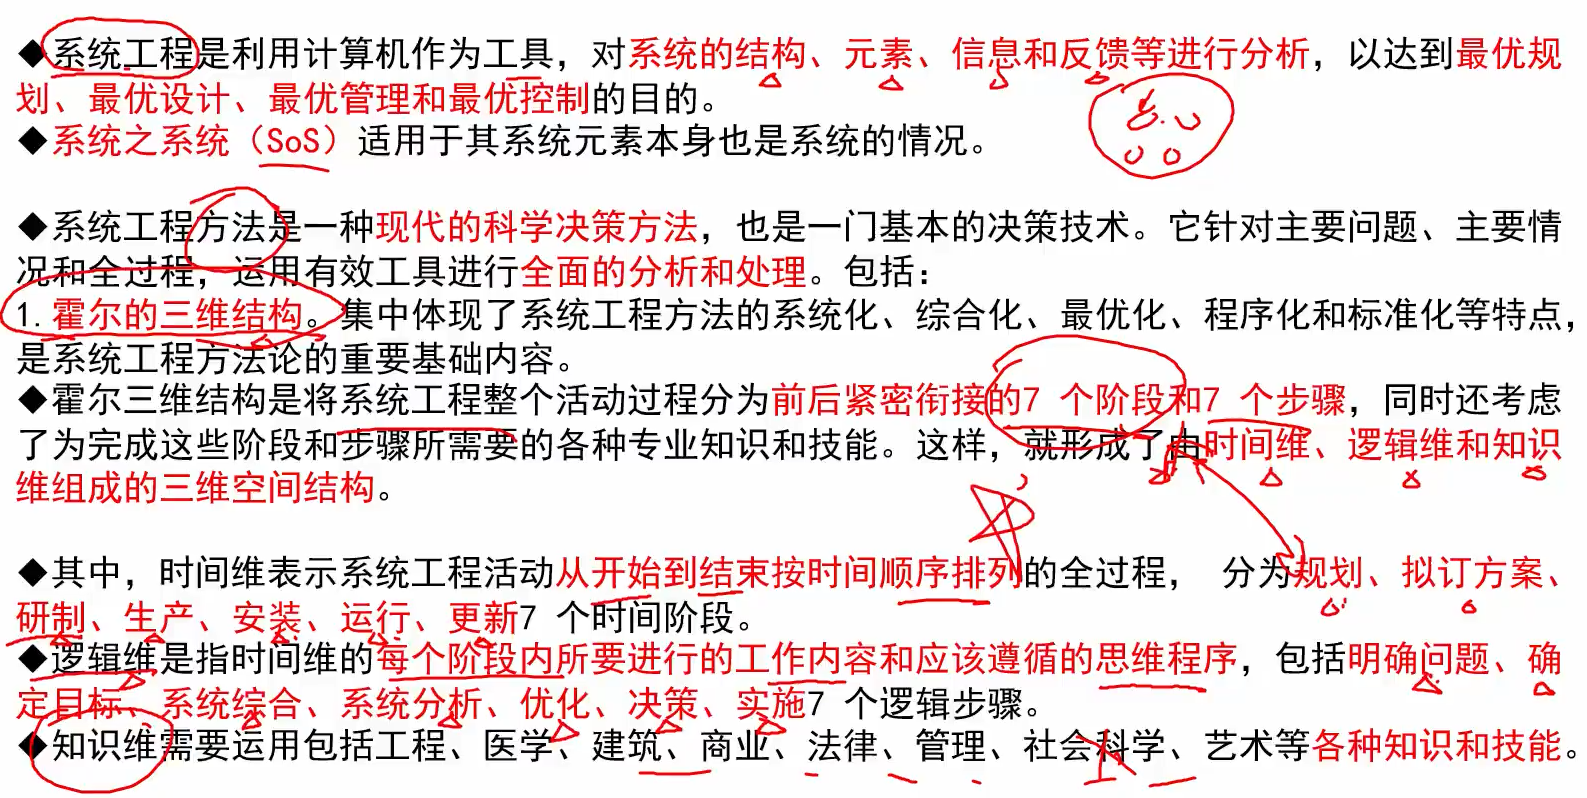 ◆系统工程是利用计算机作为工具，对系统的结构、元素、信息和反馈等进行分析，以达到最优规
划、最优设计、最优管理和最优控制的目的。
◆系统之系统（SoS）适用于其系统元素本身也是系统的情况。
◆系统工程方法是一种现代的科学决策方法，也是一门基本的决策技术。它针对主要问题、主要情
况和全过程，运用有效工具进行全面的分析和处理。包括：
1.霍尔的三维结构。集中体现了系统工程方法的系统化、综合化、最优化、程序化和标准化等特点，
是系统工程方法论的重要基础内容。
◆霍尔三维结构是将系统工程整个活动过程分为前后紧密衔接的7 个阶段和7 个步骤，同时还考虑
了为完成这些阶段和步骤所需要的各种专业知识和技能。这样，就形成了由时间维、逻辑维和知识
维组成的三维空间结构。
◆其中，时间维表示系统工程活动从开始到结束按时间顺序排列的全过程， 分为规划、拟订方案、
研制、生产、安装、运行、更新7 个时间阶段。
◆逻辑维是指时间维的每个阶段内所要进行的工作内容和应该遵循的思维程序，包括明确问题、确
定目标、系统综合、系统分析、优化、决策、实施7 个逻辑步骤。
◆知识维需要运用包括工程、医学、建筑、商业、法律、管理、社会科学、艺术等各种知识和技能。